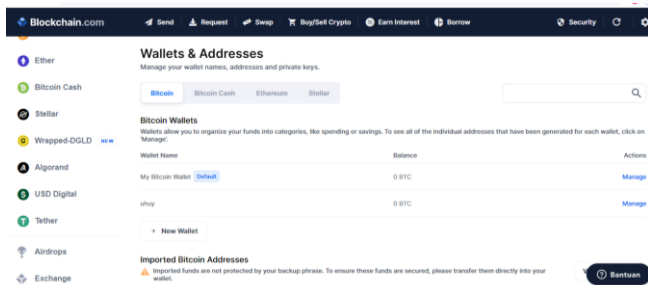 Blockchain.com
Send
Request
Swap
Buy/Sell Crypto
Earn Interest
Borrow
Security
Ether
Bitcoin Cash
Stellar
Wrapped-DGLD NEW
Algorand
USD Digital
Tether
Airdrops
Exchange
Wallets & Addresses
Manage your wallet names, addresses and private keys.
Bitcoin
Bitcoin Cash
Ethereum
Stellar
Bitcoin Wallets
Wallets allow you to organize your funds into categories, like spending or savings. To see all of the individual addresses that have been generated for each wallet, click on
'Manage'.
Wallet Name
Balance
Actions
My Bitcoin Wallet Default
0 BTC
Manage
uhuy
0 BTC
Manage
+ New Wallet
Imported Bitcoin Addresses
Imported funds are not protected by your backup phrase. To ensure these funds are secured, please transfer them directly into your
wallet.
Bantuan